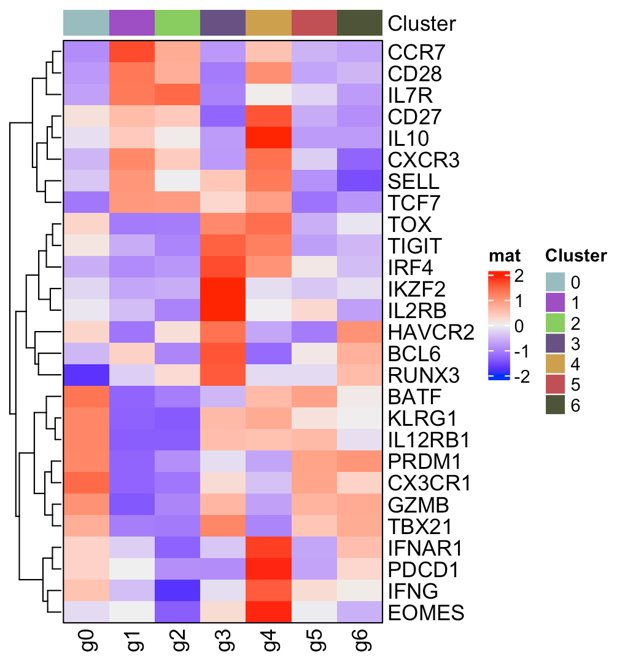 Cluster
CCR7
CD28
IL7R
CD27
IL10
CXCR3
SELL
TCF7
TOX
TIGIT
IRF4
IKZF2
IL2RB
HAVCR2
BCL6
RUNX3
BATF
KLRG1
IL12RB1
PRDM1
CX3CR1
GZMB
TBX21
IFNAR1
PDCD1
IFNG
EOMES
g0 g1 g2 g3 g4 g5 g6
mat
2
1
0
-1
-2
Cluster
0
1
2
3
4
5
6